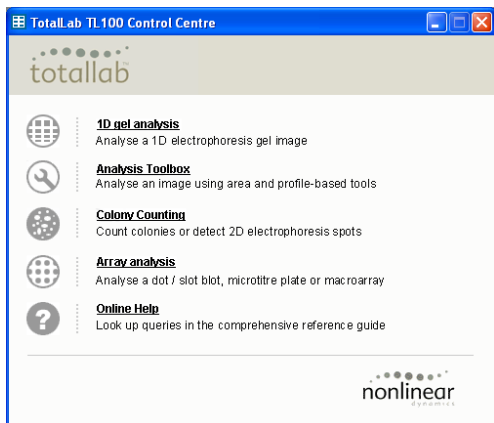 TotalLab TL100 Control Centre
totallab
1D gel analysis
Analyse a 1D electrophoresis gel image
Analysis Toolbox
Analyse an image using area and profile-based tools
Colony Counting
Count colonies or detect 2D electrophoresis spots
Array analysis
Analyse a dot / slot blot, microtitre plate or macroarray
?
Online Help
Look up queries in the comprehensive reference guide
nonlinear
dynamics